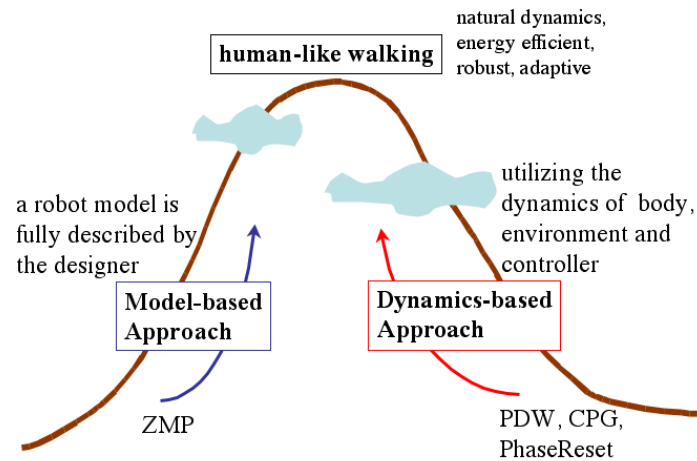 human-like walking
natural dynamics,
energy efficient,
robust, adaptive
a robot model is
fully described by
the designer
utilizing the
dynamics of body,
environment and
controller
Model-based
Approach
Dynamics-based
Approach
ZMP
PDW, CPG,
PhaseReset